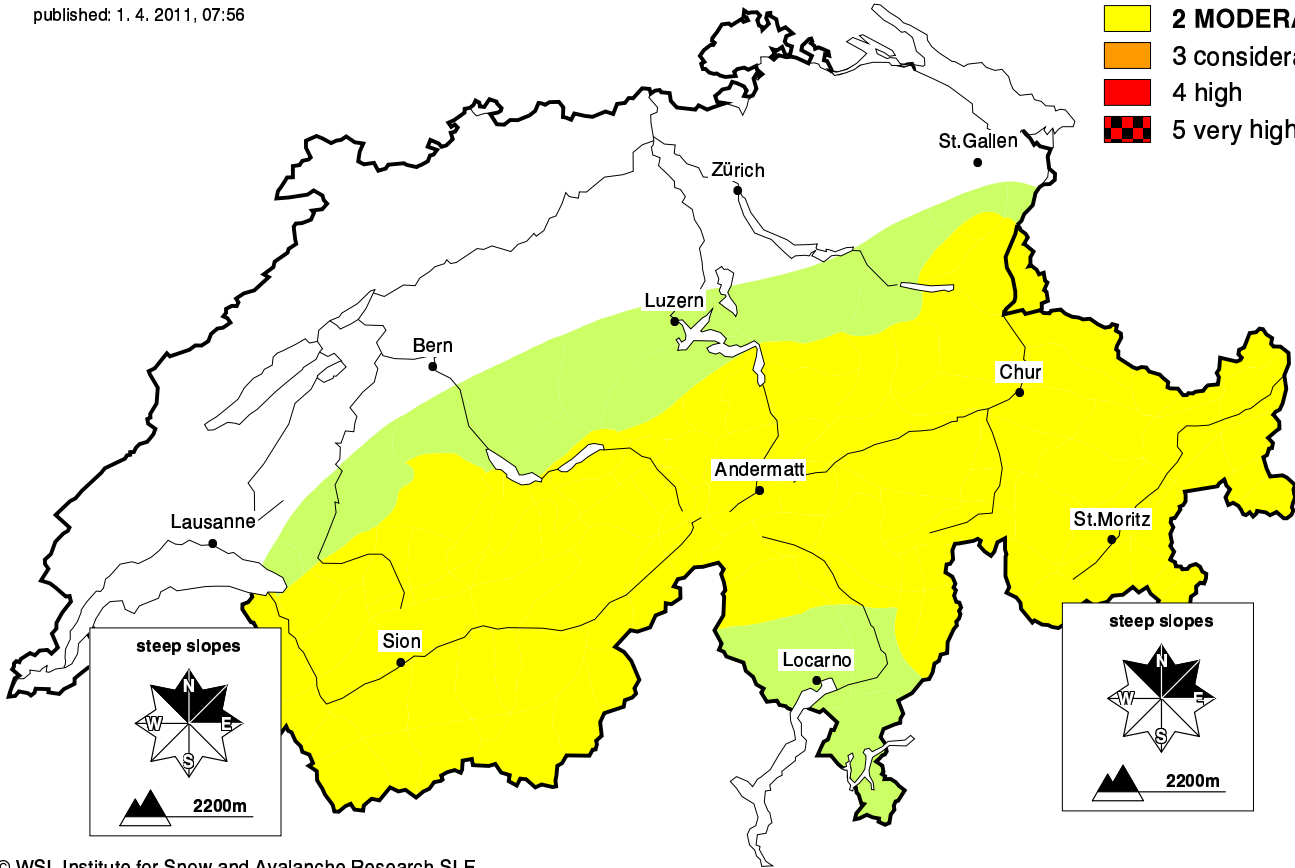 published: 1. 4. 2011, 07:56
2 MODERA
3 considera
4 high
5 very high
St.Gallen
Zürich
Luzern
Bern
Chur
Andermatt
Lausanne
St.Moritz
Sion
Locarno
steep slopes
N
W E
S
2200m
steep slopes
N
W E
S
2200m
© WSL Institute for Snow and Avalanche Research SLF